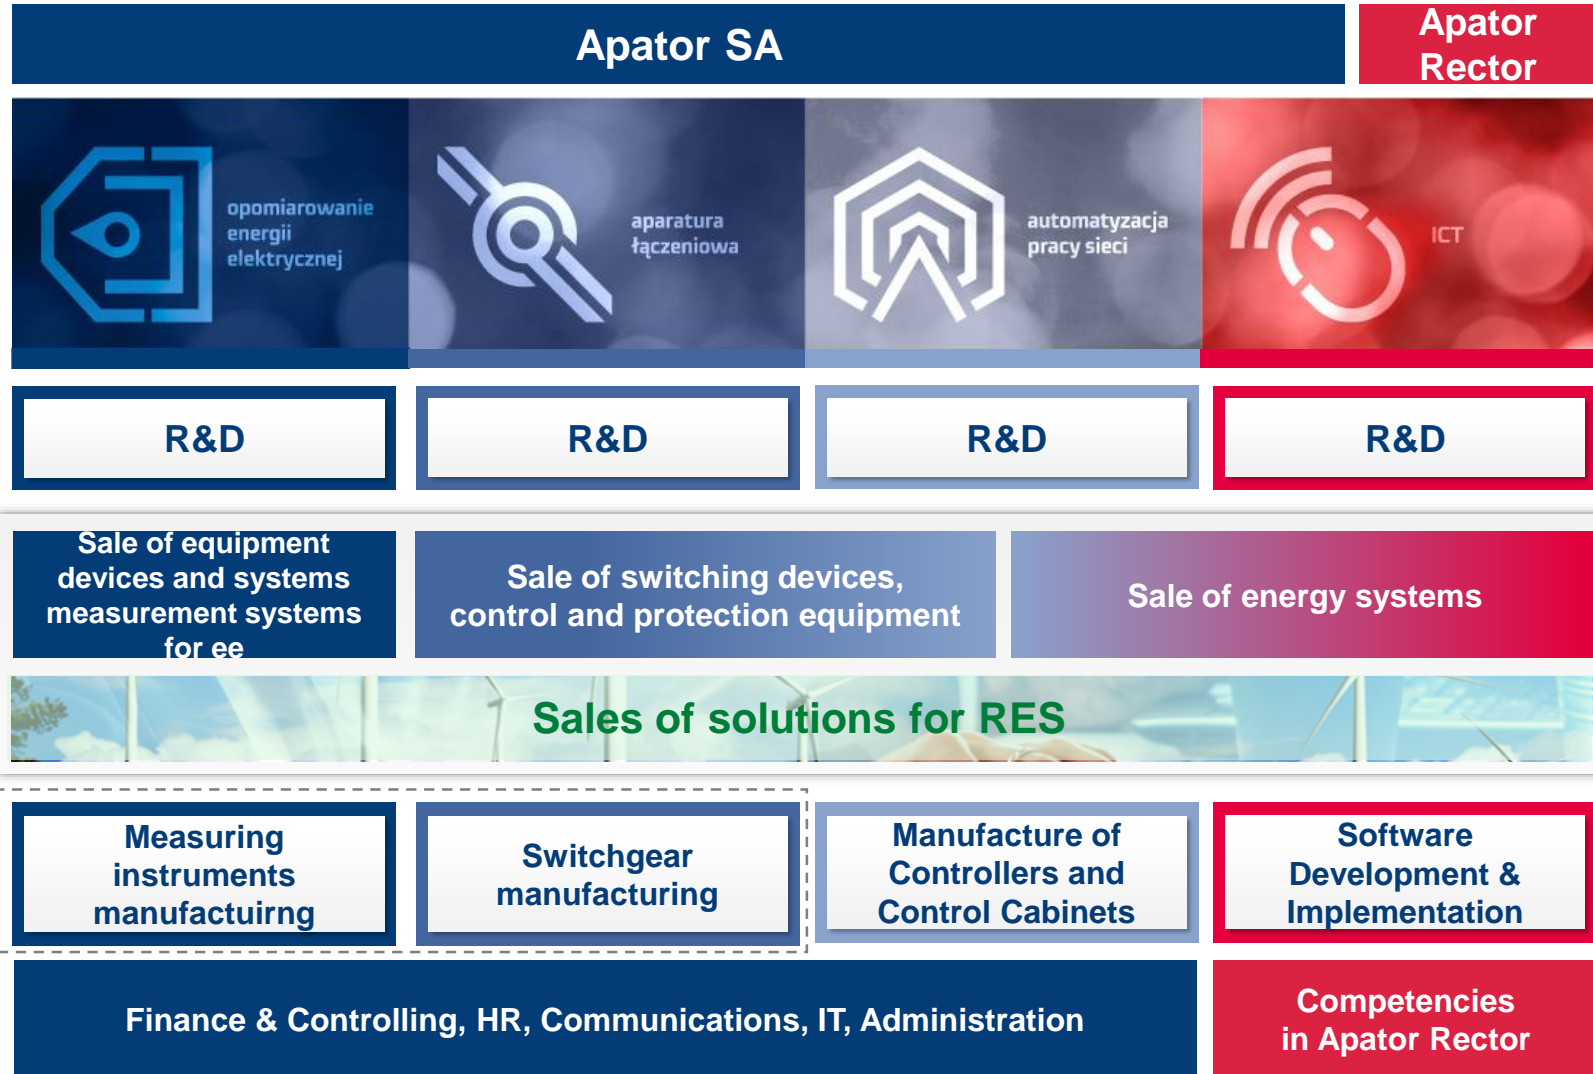 Apator SA
Apator
Rector
opomiarowanie
energii
elektrycznej
aparatura
łączeniowa
automatyzacja
pracy sieci
ICT
R&D
R&D
R&D
R&D
Sale of equipment
devices and systems
measurement systems
for ee
Sale of switching devices,
control and protection equipment
Sale of energy systems
Sales of solutions for RES
Measuring
instruments
manufactuirng
Switchgear
manufacturing
Manufacture of
Controllers and
Control Cabinets
Software
Development &
Implementation
Finance & Controlling, HR, Communications, IT, Administration
Competencies
in Apator Rector